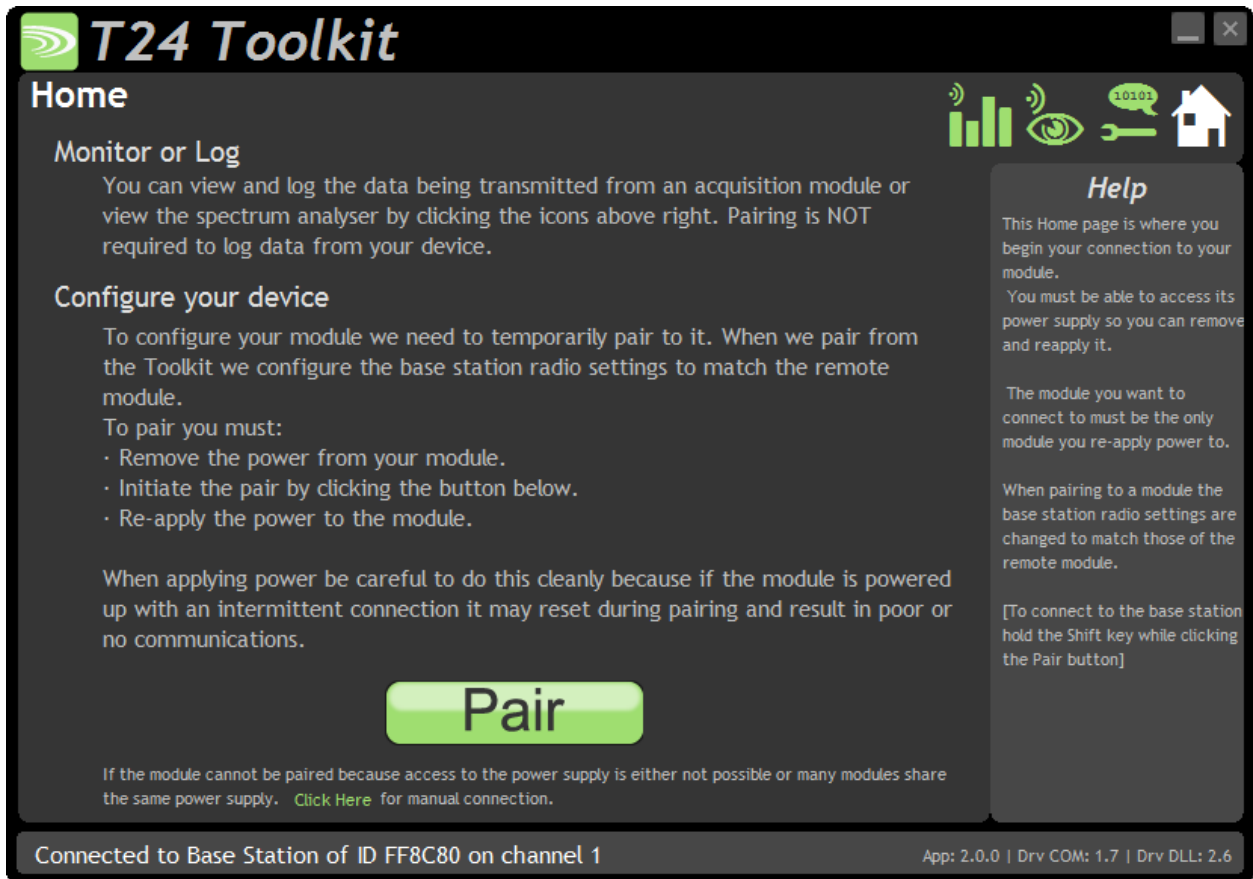 T24 Toolkit
Home
10101
Monitor or Log
You can view and log the data being transmitted from an acquisition module or
view the spectrum analyser by clicking the icons above right. Pairing is NOT
required to log data from your device.
Configure your device
To configure your module we need to temporarily pair to it. When we pair from
the Toolkit we configure the base station radio settings to match the remote
module.
To pair you must:
· Remove the power from your module.
· Initiate the pair by clicking the button below.
· Re-apply the power to the module.
When applying power be careful to do this cleanly because if the module is powered
up with an intermittent connection it may reset during pairing and result in poor or
no communications.
Pair
If the module cannot be paired because access to the power supply is either not possible or many modules share
the same power supply. Click Here for manual connection.
Help
This Home page is where you
begin your connection to your
module.
You must be able to access its
power supply so you can remove
and reapply it.
The module you want to
connect to must be the only
module you re-apply power to.
When pairing to a module the
base station radio settings are
changed to match those of the
remote module.
[To connect to the base station
hold the Shift key while clicking
the Pair button]
Connected to Base Station of ID FF8C80 on channel 1
App: 2.0.0 | Drv COM: 1.7 | Drv DLL: 2.6